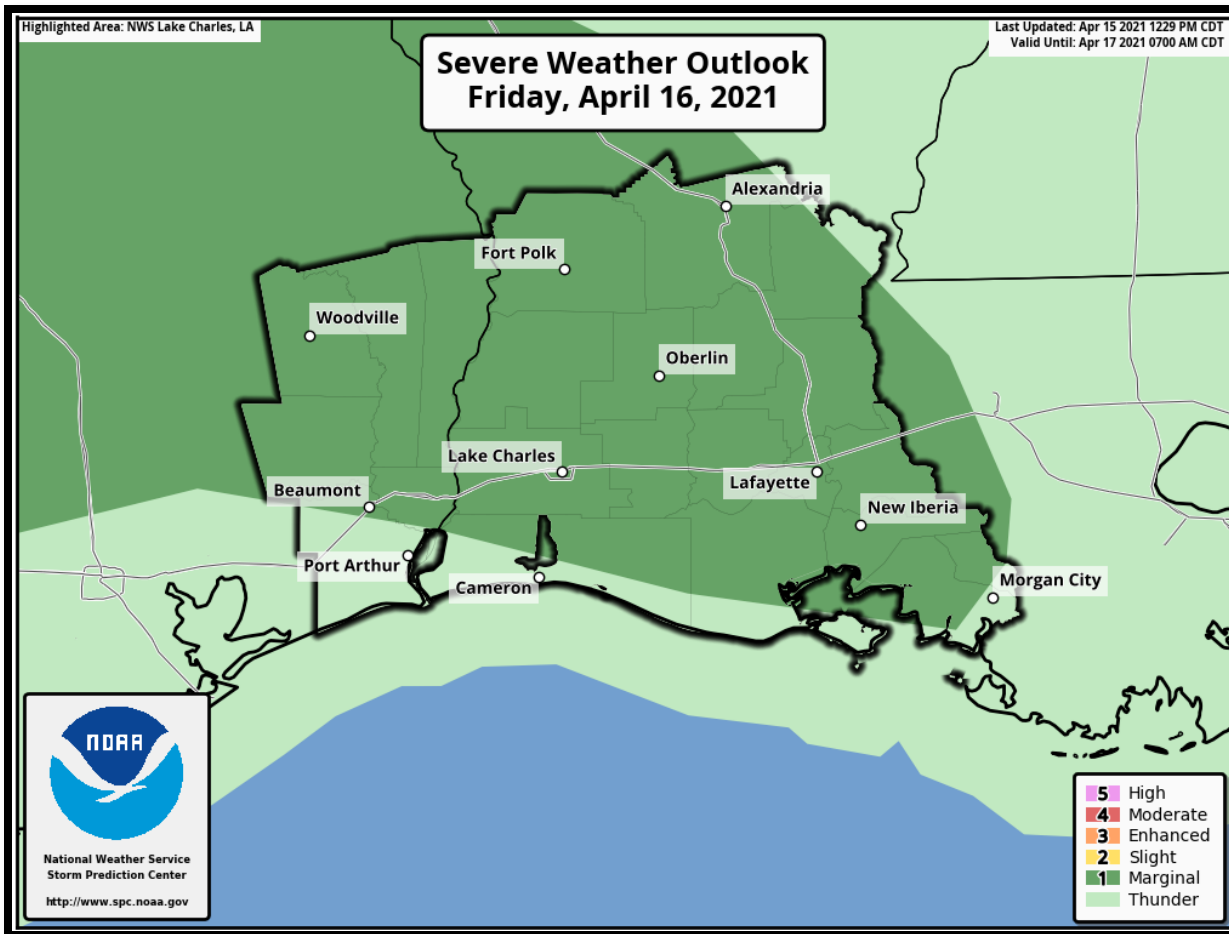 Highlighted Area: NWS Lake Charles, LA
Last Updated: Apr 15 2021 1229 PM CDT
Valid Until: Apr 17 2021 0700 AM CDT
Severe Weather Outlook
Friday, April 16, 2021
Alexandria
Fort Polk
Woodville
Oberlin
Lake Charles
Lafayette
Beaumont
New Iberia
Port Arthur
Cameron
Morgan City
NOAA
National Weather Service
Storm Prediction Center
http://www.spc.noaa.gov
5 High
4 Moderate
3 Enhanced
2 Slight
1 Marginal
Thunder